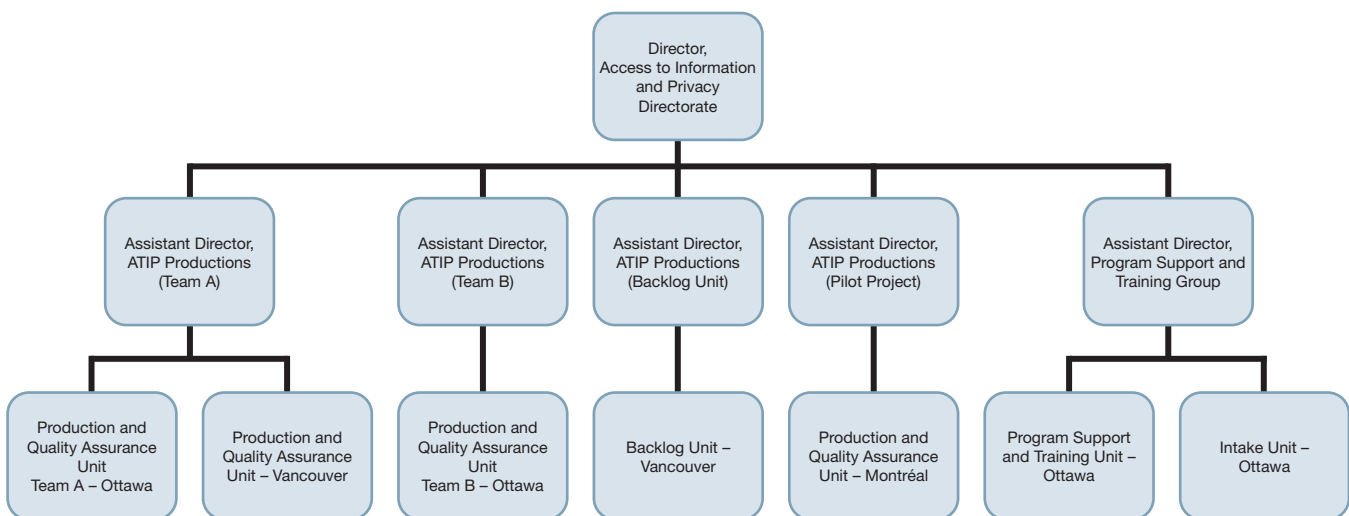 Director,
Access to Information
and Privacy
Directorate
Assistant Director,
ATIP Productions
(Team A)
Assistant Director,
ATIP Productions
(Team B)
Assistant Director,
ATIP Productions
(Backlog Unit)
Assistant Director,
ATIP Productions
(Pilot Project)
Assistant Director,
Program Support and
Training Group
Production and
Quality Assurance
Unit
Team A – Ottawa
Production and
Quality Assurance
Unit – Vancouver
Production and
Quality Assurance
Unit
Team B – Ottawa
Backlog Unit –
Vancouver
Production and
Quality Assurance
Unit – Montréal
Program Support
and Training Unit –
Ottawa
Intake Unit –
Ottawa